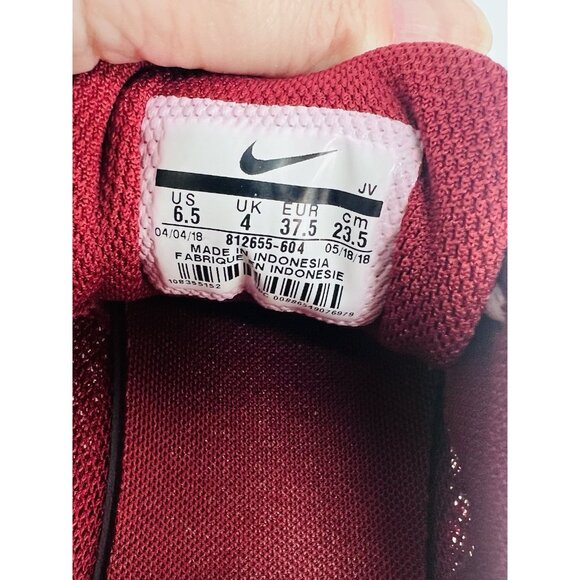 JV
US UK EUR cm
6.5 4 37.5 23.5
04/04/18 812655-604 05/18/18
MADE IN INDONESIA
FABRIQUE EN INDONESIE